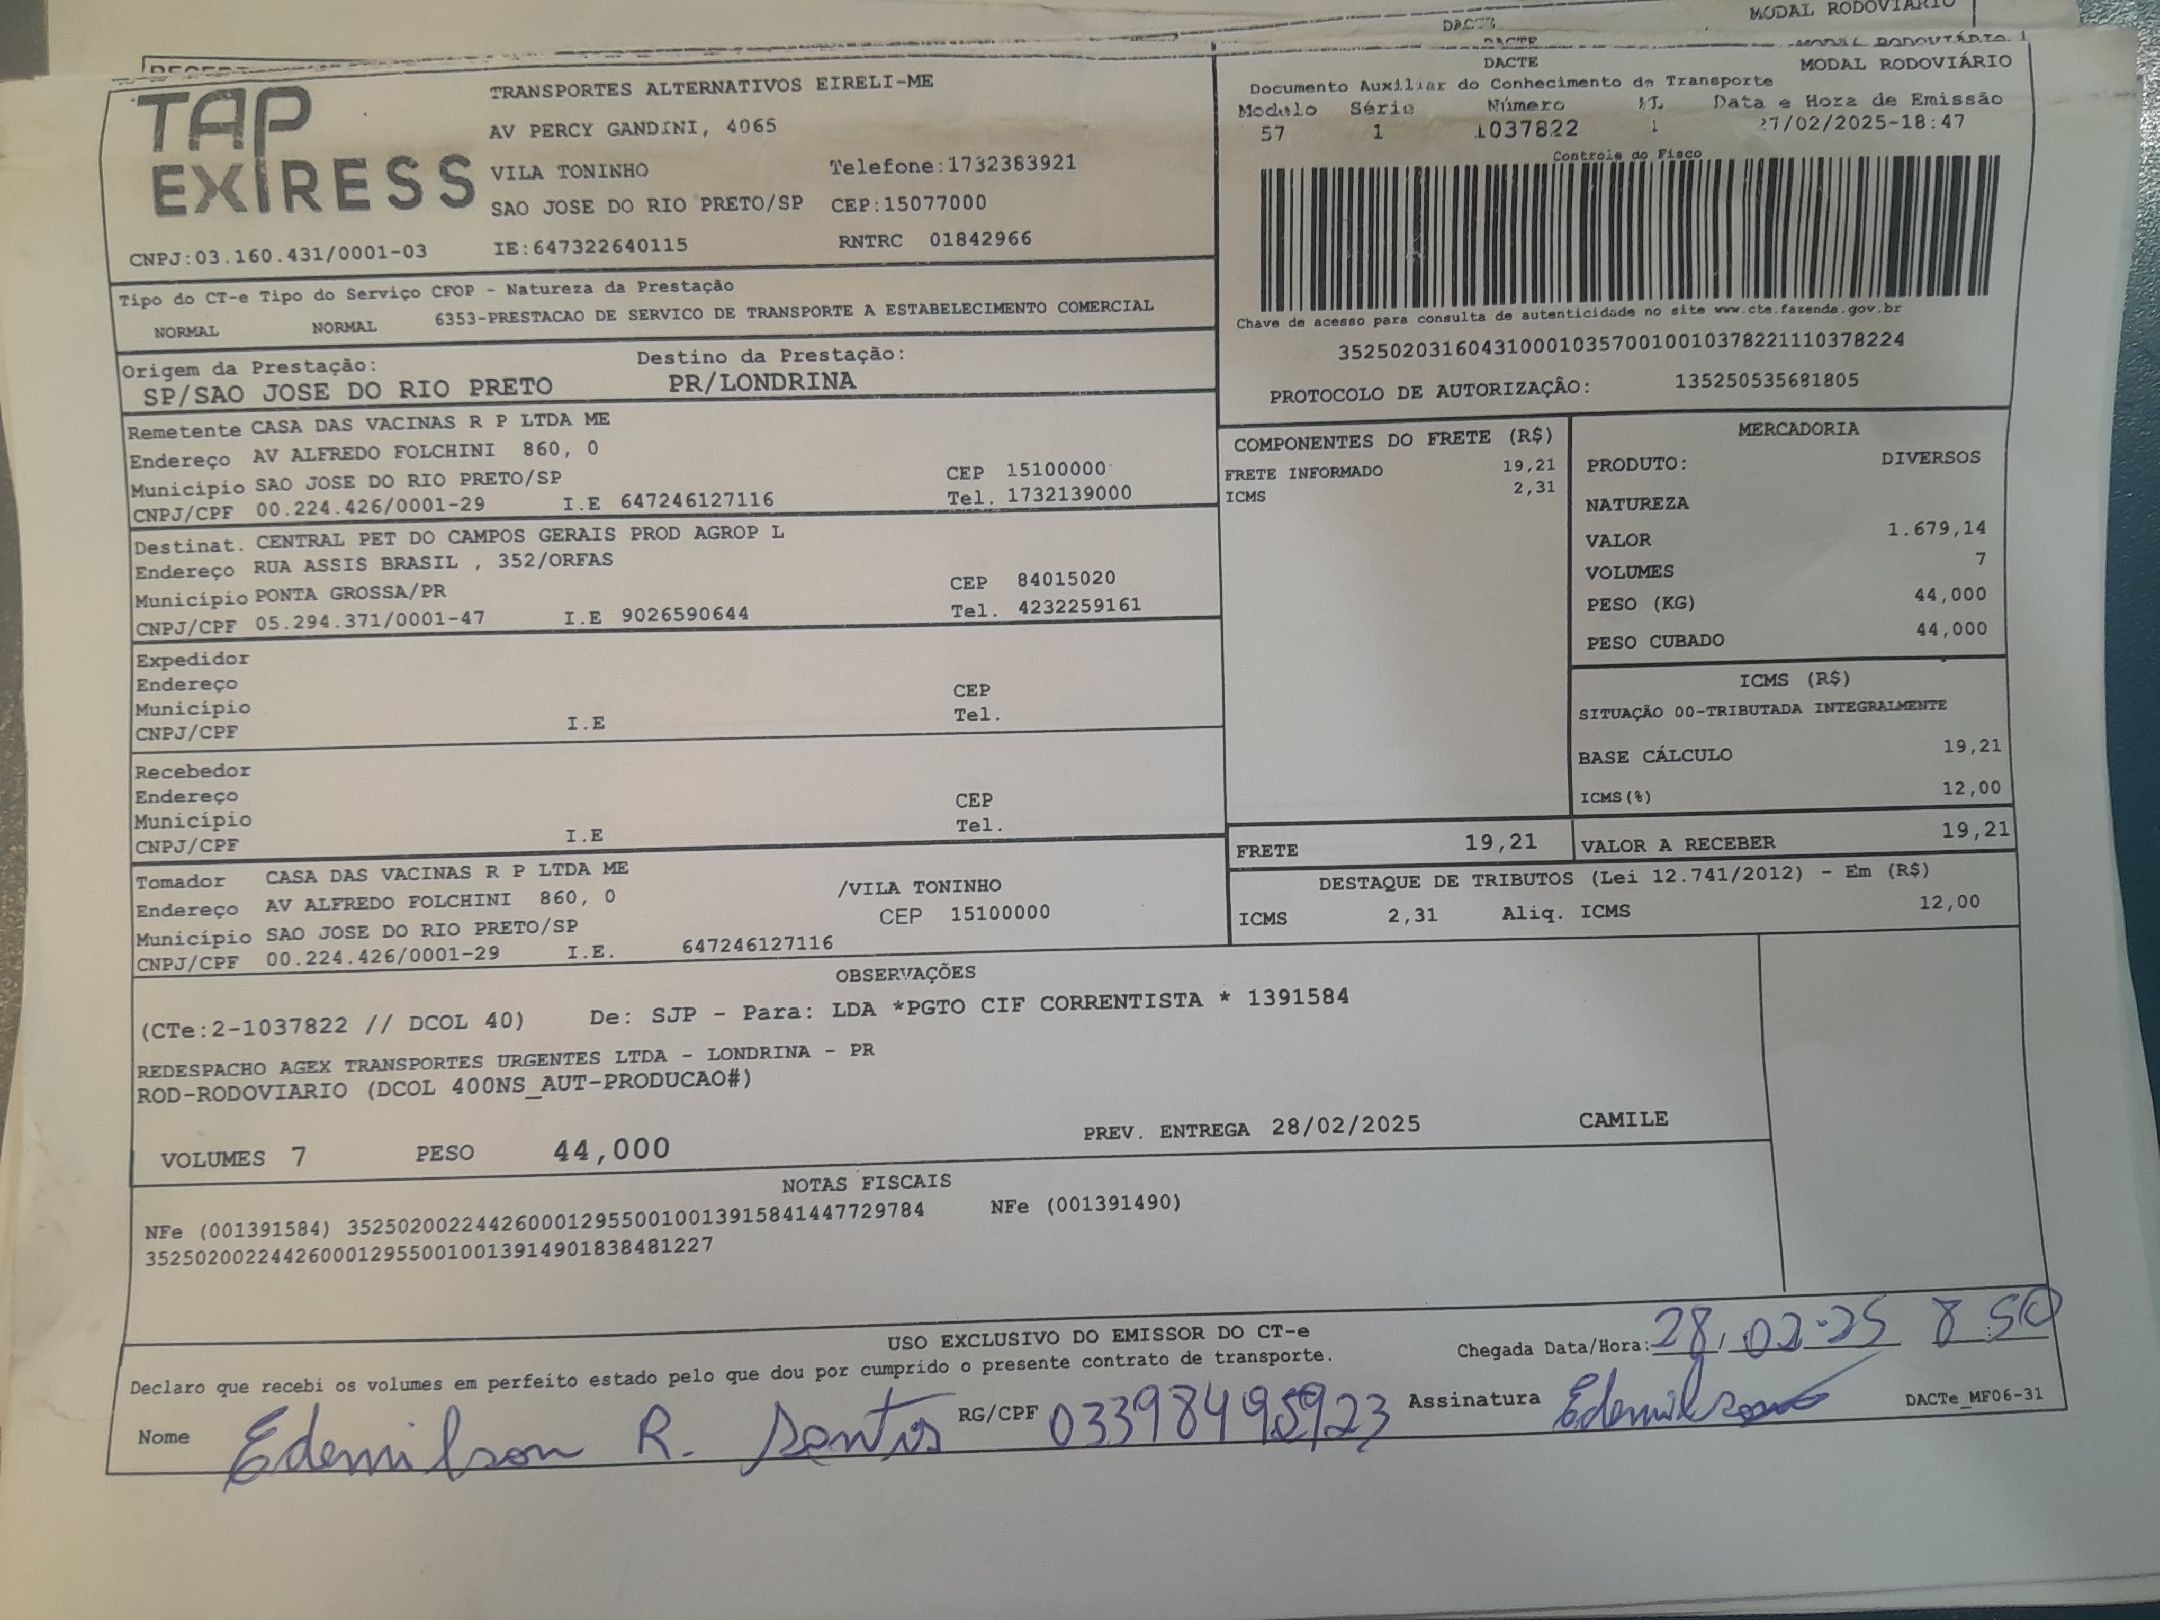 DACTE
MODAL RODOVIÁRIO
DACTE
MODAL RODOVIÁRIO
TAP
EXPRESS
TRANSPORTES ALTERNATIVOS EIRELI-ME
AV PERCY GANDINI, 4065
VILA TONINHO Telefone:1732383921
SAO JOSE DO RIO PRETO/SP CEP:15077000
CNPJ:03.160.431/0001-03 IE:647322640115 RNTRC 01842966
DACTE MODAL RODOVIÁRIO
Documento Auxiliar do Conhecimento de Transporte
Modelo Série Número FL Data e Hora de Emissão
57 1 1037822 1 27/02/2025-18:47
Controle do Fisco
Chave de acesso para consulta de autenticidade no site www.cte.fazenda.gov.br
35250203160431000103570010010378221110378224
PROTOCOLO DE AUTORIZAÇÃO: 135250535681805
Tipo do CT-e Tipo do Serviço CFOP - Natureza da Prestação
NORMAL NORMAL 6353-PRESTACAO DE SERVICO DE TRANSPORTE A ESTABELECIMENTO COMERCIAL
Origem da Prestação: Destino da Prestação:
SP/SAO JOSE DO RIO PRETO PR/LONDRINA
Remetente CASA DAS VACINAS R P LTDA ME
Endereço AV ALFREDO FOLCHINI 860, 0
Município SAO JOSE DO RIO PRETO/SP CEP 15100000
CNPJ/CPF 00.224.426/0001-29 I.E 647246127116 Tel. 1732139000
Destinat. CENTRAL PET DO CAMPOS GERAIS PROD AGROP L
Endereço RUA ASSIS BRASIL , 352/ORFAS
Município PONTA GROSSA/PR CEP 84015020
CNPJ/CPF 05.294.371/0001-47 I.E 9026590644 Tel. 4232259161
Expedidor
Endereço
Município CEP
CNPJ/CPF I.E Tel.
Recebedor
Endereço
Município CEP
CNPJ/CPF I.E Tel.
Tomador CASA DAS VACINAS R P LTDA ME
Endereço AV ALFREDO FOLCHINI 860, 0 /VILA TONINHO
Município SAO JOSE DO RIO PRETO/SP CEP 15100000
CNPJ/CPF 00.224.426/0001-29 I.E. 647246127116
COMPONENTES DO FRETE (R$)
FRETE INFORMADO 19,21
ICMS 2,31
MERCADORIA
PRODUTO: DIVERSOS
NATUREZA
VALOR 1.679,14
VOLUMES 7
PESO (KG) 44,000
PESO CUBADO 44,000
ICMS (R$)
SITUAÇÃO 00-TRIBUTADA INTEGRALMENTE
BASE CÁLCULO 19,21
ICMS(%) 12,00
FRETE 19,21 VALOR A RECEBER 19,21
DESTAQUE DE TRIBUTOS (Lei 12.741/2012) - Em (R$)
ICMS 2,31 Aliq. ICMS 12,00
OBSERVAÇÕES
(CTe:2-1037822 // DCOL 40) De: SJP - Para: LDA *PGTO CIF CORRENTISTA * 1391584
REDESPACHO AGEX TRANSPORTES URGENTES LTDA - LONDRINA - PR
ROD-RODOVIARIO (DCOL 400NS_AUT-PRODUCAO#)
VOLUMES 7 PESO 44,000 PREV. ENTREGA 28/02/2025 CAMILE
NOTAS FISCAIS
NFe (001391584) 35250200224426000129550010013915841447729784 NFe (001391490)
35250200224426000129550010013914901838481227
USO EXCLUSIVO DO EMISSOR DO CT-e
Declaro que recebi os volumes em perfeito estado pelo que dou por cumprido o presente contrato de transporte.
Chegada Data/Hora: 28/02-25 8:50
Nome Edemilson R. Santos RG/CPF 03398495923 Assinatura Edemilson DACTe_MF06-31